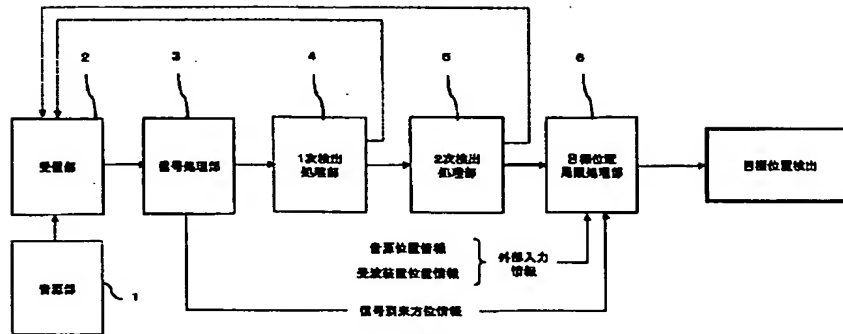 2
3
4
5
6
受信部
信号処理部
1次検出
処理部
2次検出
処理部
目標位置
局限処理部
目標位置検出
音源部
1
音源位置情報
受波装置位置情報
外部入力
情報
信号到来方位情報